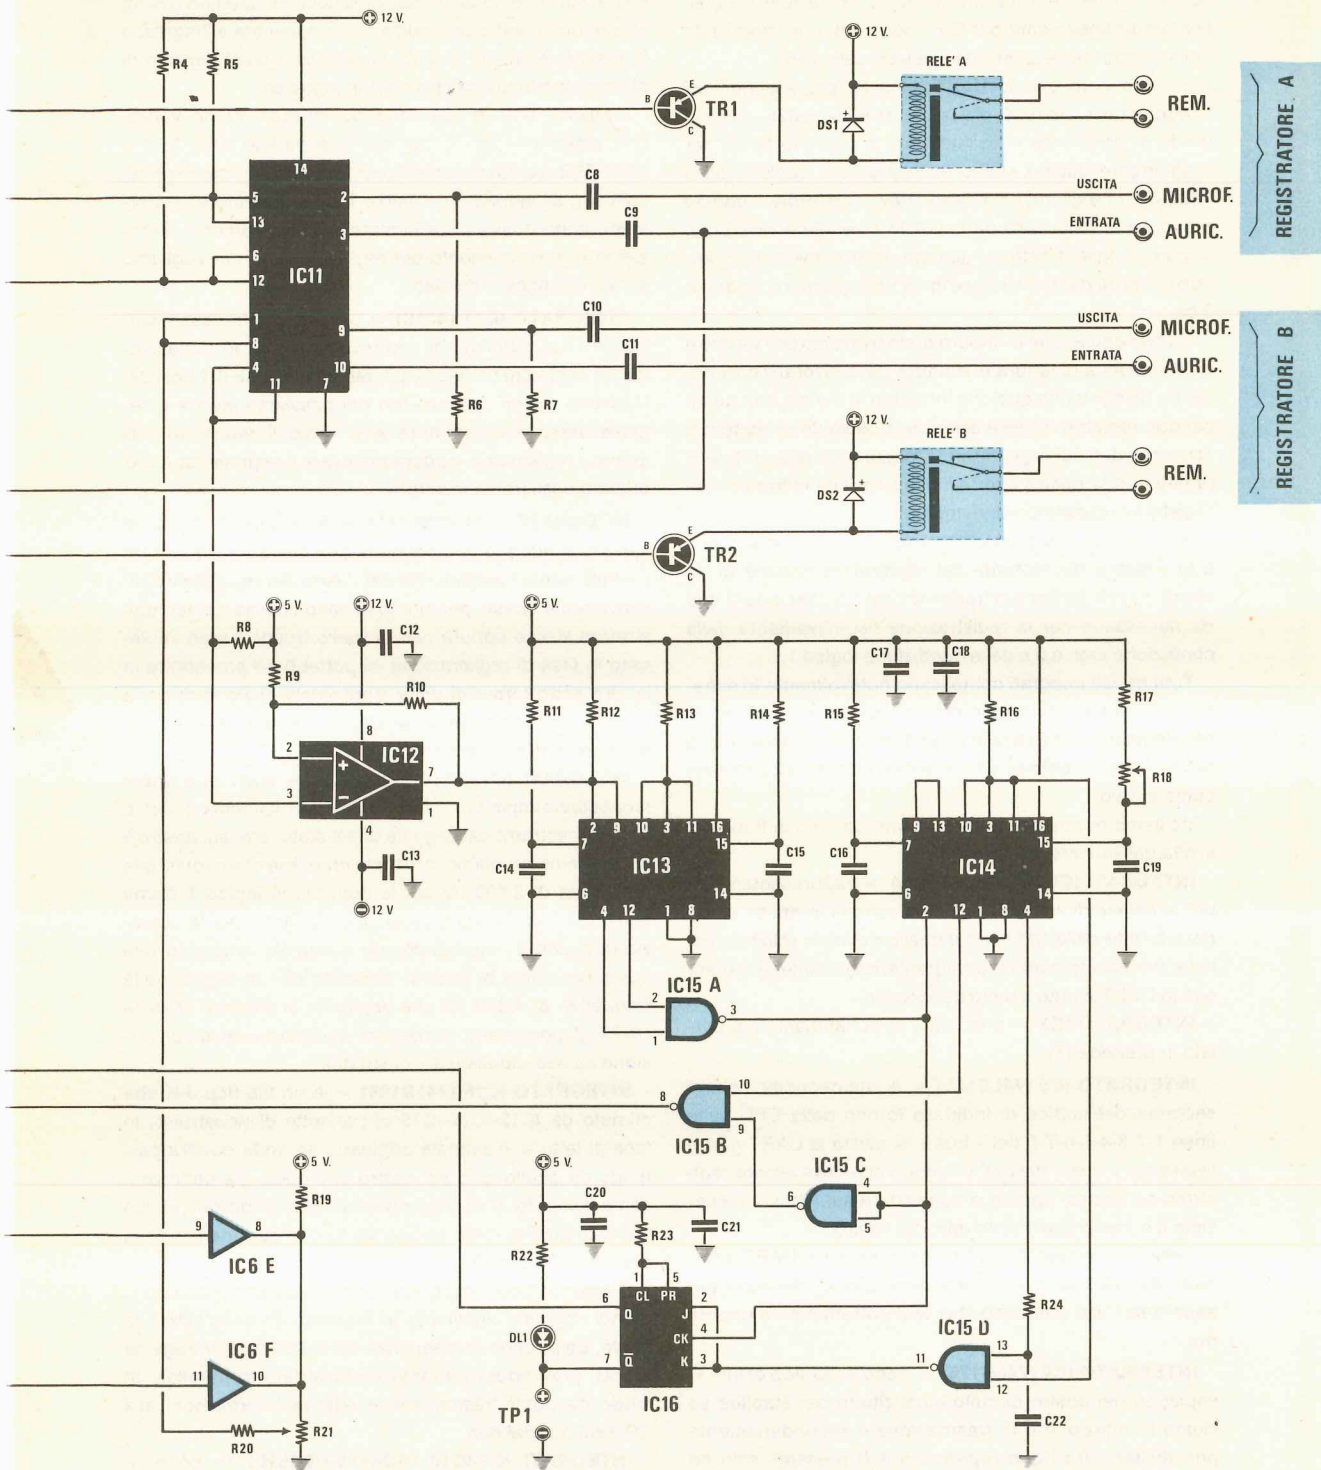 12 V.
R4
R5
14
5
13
6
12
1
8
4
11
7
2
3
9
10
IC11
B
E
C
TR1
12 V.
DS1
RELE' A
REM.
C8
USCITA
MICROF.
C9
ENTRATA
AURIC.
REGISTRATORE A
C10
USCITA
MICROF.
C11
ENTRATA
AURIC.
REGISTRATORE B
R6
R7
12 V.
DS2
RELE' B
REM.
B
E
C
TR2
5 V.
12 V.
C12
R8
R9
R10
8
2
3
7
1
4
IC12
C13
12 V
5 V.
R11
R12
R13
R14
R15
C17
C18
R16
R17
R18
2
9
10
3
11
16
7
15
IC13
6
14
4
12
1
8
C14
C15
C16
9
13
10
3
11
16
7
15
IC14
6
14
2
12
1
8
4
C19
IC15 A
2
1
3
8
10
9
IC15 B
IC15 C
6
4
5
5 V.
R19
9
8
IC6 E
IC6 F
11
10
R20
R21
5 V.
C20
R22
R23
C21
1
5
CL
PR
6
Q
J
2
CK
4
7
Q
K
3
IC16
DL1
TP1
R24
IC15 D
11
13
12
C22